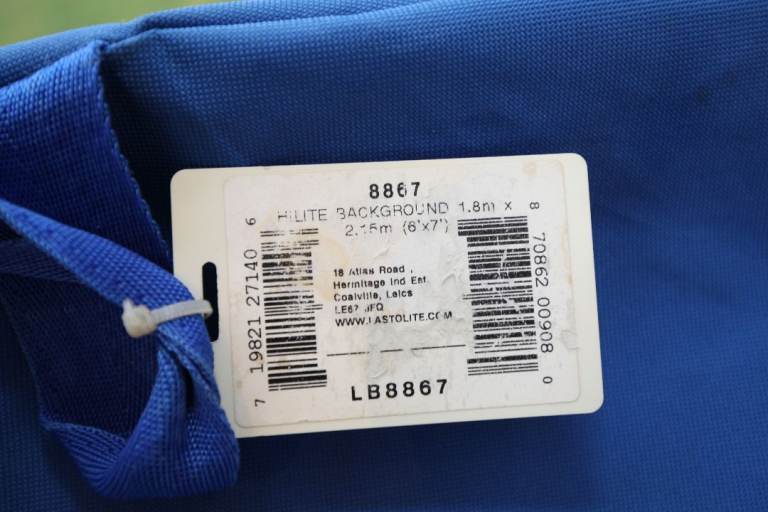 8867
HILITE BACKGROUND 1.8m x
2.15m (6'x7')
18 Atlas Road,
Hermitage Ind Est.
Coalville, Leics
WWW.LASTOLITE.COM
LB8867
7 19821 27140 6
8 70862 00908 0